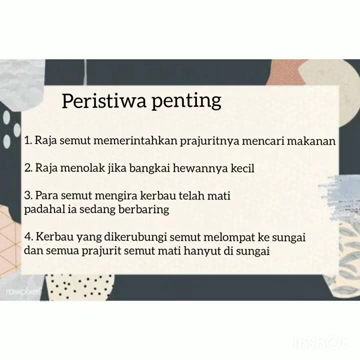 Peristiwa penting
1. Raja semut memerintahkan prajuritnya mencari makanan
2. Raja menolak jika bangkai hewannya kecil
3. Para semut mengira kerbau telah mati
padahal ia sedang berbaring
4. Kerbau yang dikerubungi semut melompat ke sungai
dan semua prajurit semut mati hanyut di sungai